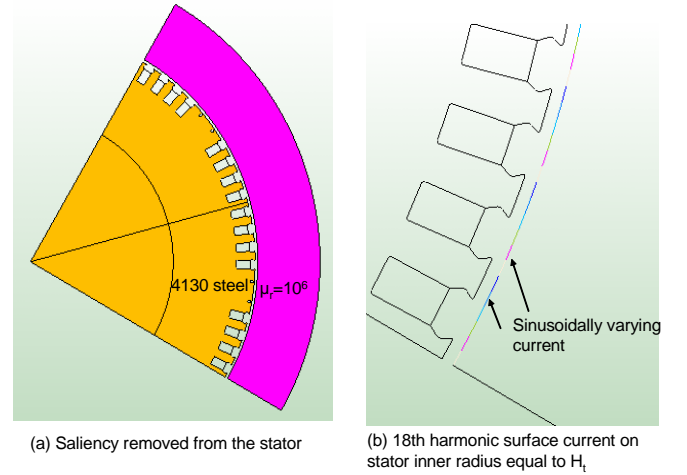 4130 steel
μr=10⁶
Sinusoidally varying
current
(a) Saliency removed from the stator
(b) 18th harmonic surface current on
stator inner radius equal to Ht